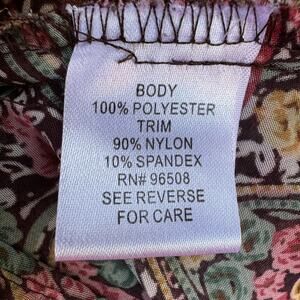 BODY
100% POLYESTER
TRIM
90% NYLON
10% SPANDEX
RN# 96508
SEE REVERSE
FOR CARE